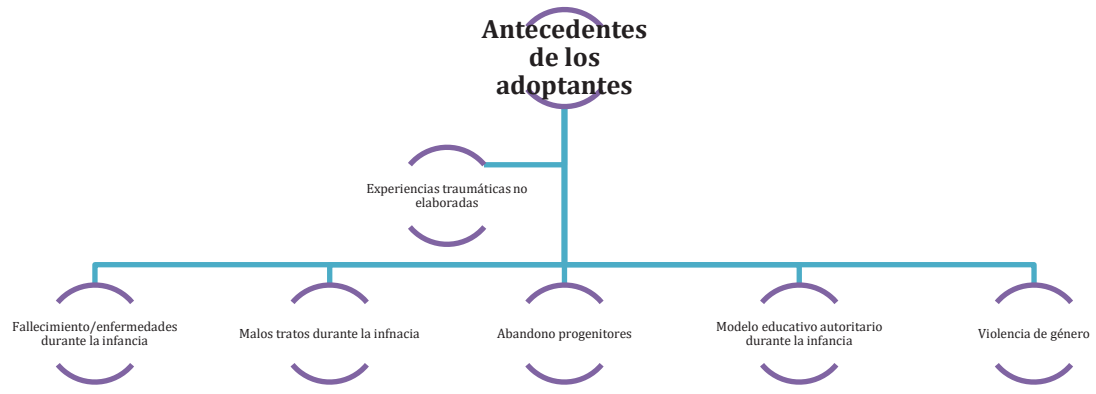 Antecedentes
de los
adoptantes
Experiencias traumáticas no
elaboradas
Fallecimiento/enfermedades
durante la infancia
Malos tratos durante la infnacia
Abandono progenitores
Modelo educativo autoritario
durante la infancia
Violencia de género